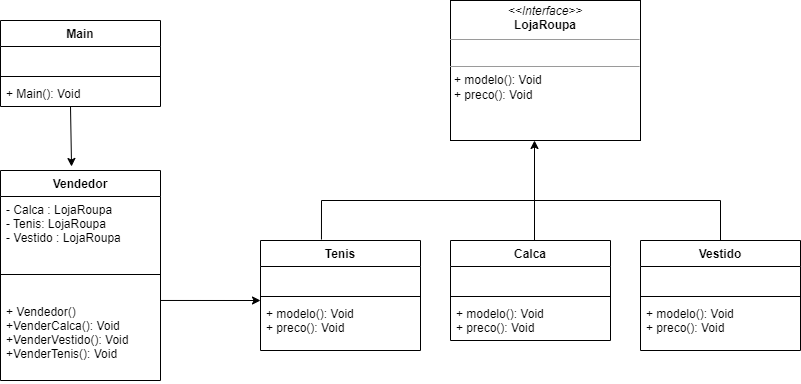 <<Interface>>
LojaRoupa
+ modelo(): Void
+ preco(): Void
Main
+ Main(): Void
Vendedor
- Calca : LojaRoupa
- Tenis: LojaRoupa
- Vestido : LojaRoupa
+ Vendedor()
+VenderCalca(): Void
+VenderVestido(): Void
+VenderTenis(): Void
Tenis
+ modelo(): Void
+ preco(): Void
Calca
+ modelo(): Void
+ preco(): Void
Vestido
+ modelo(): Void
+ preco(): Void